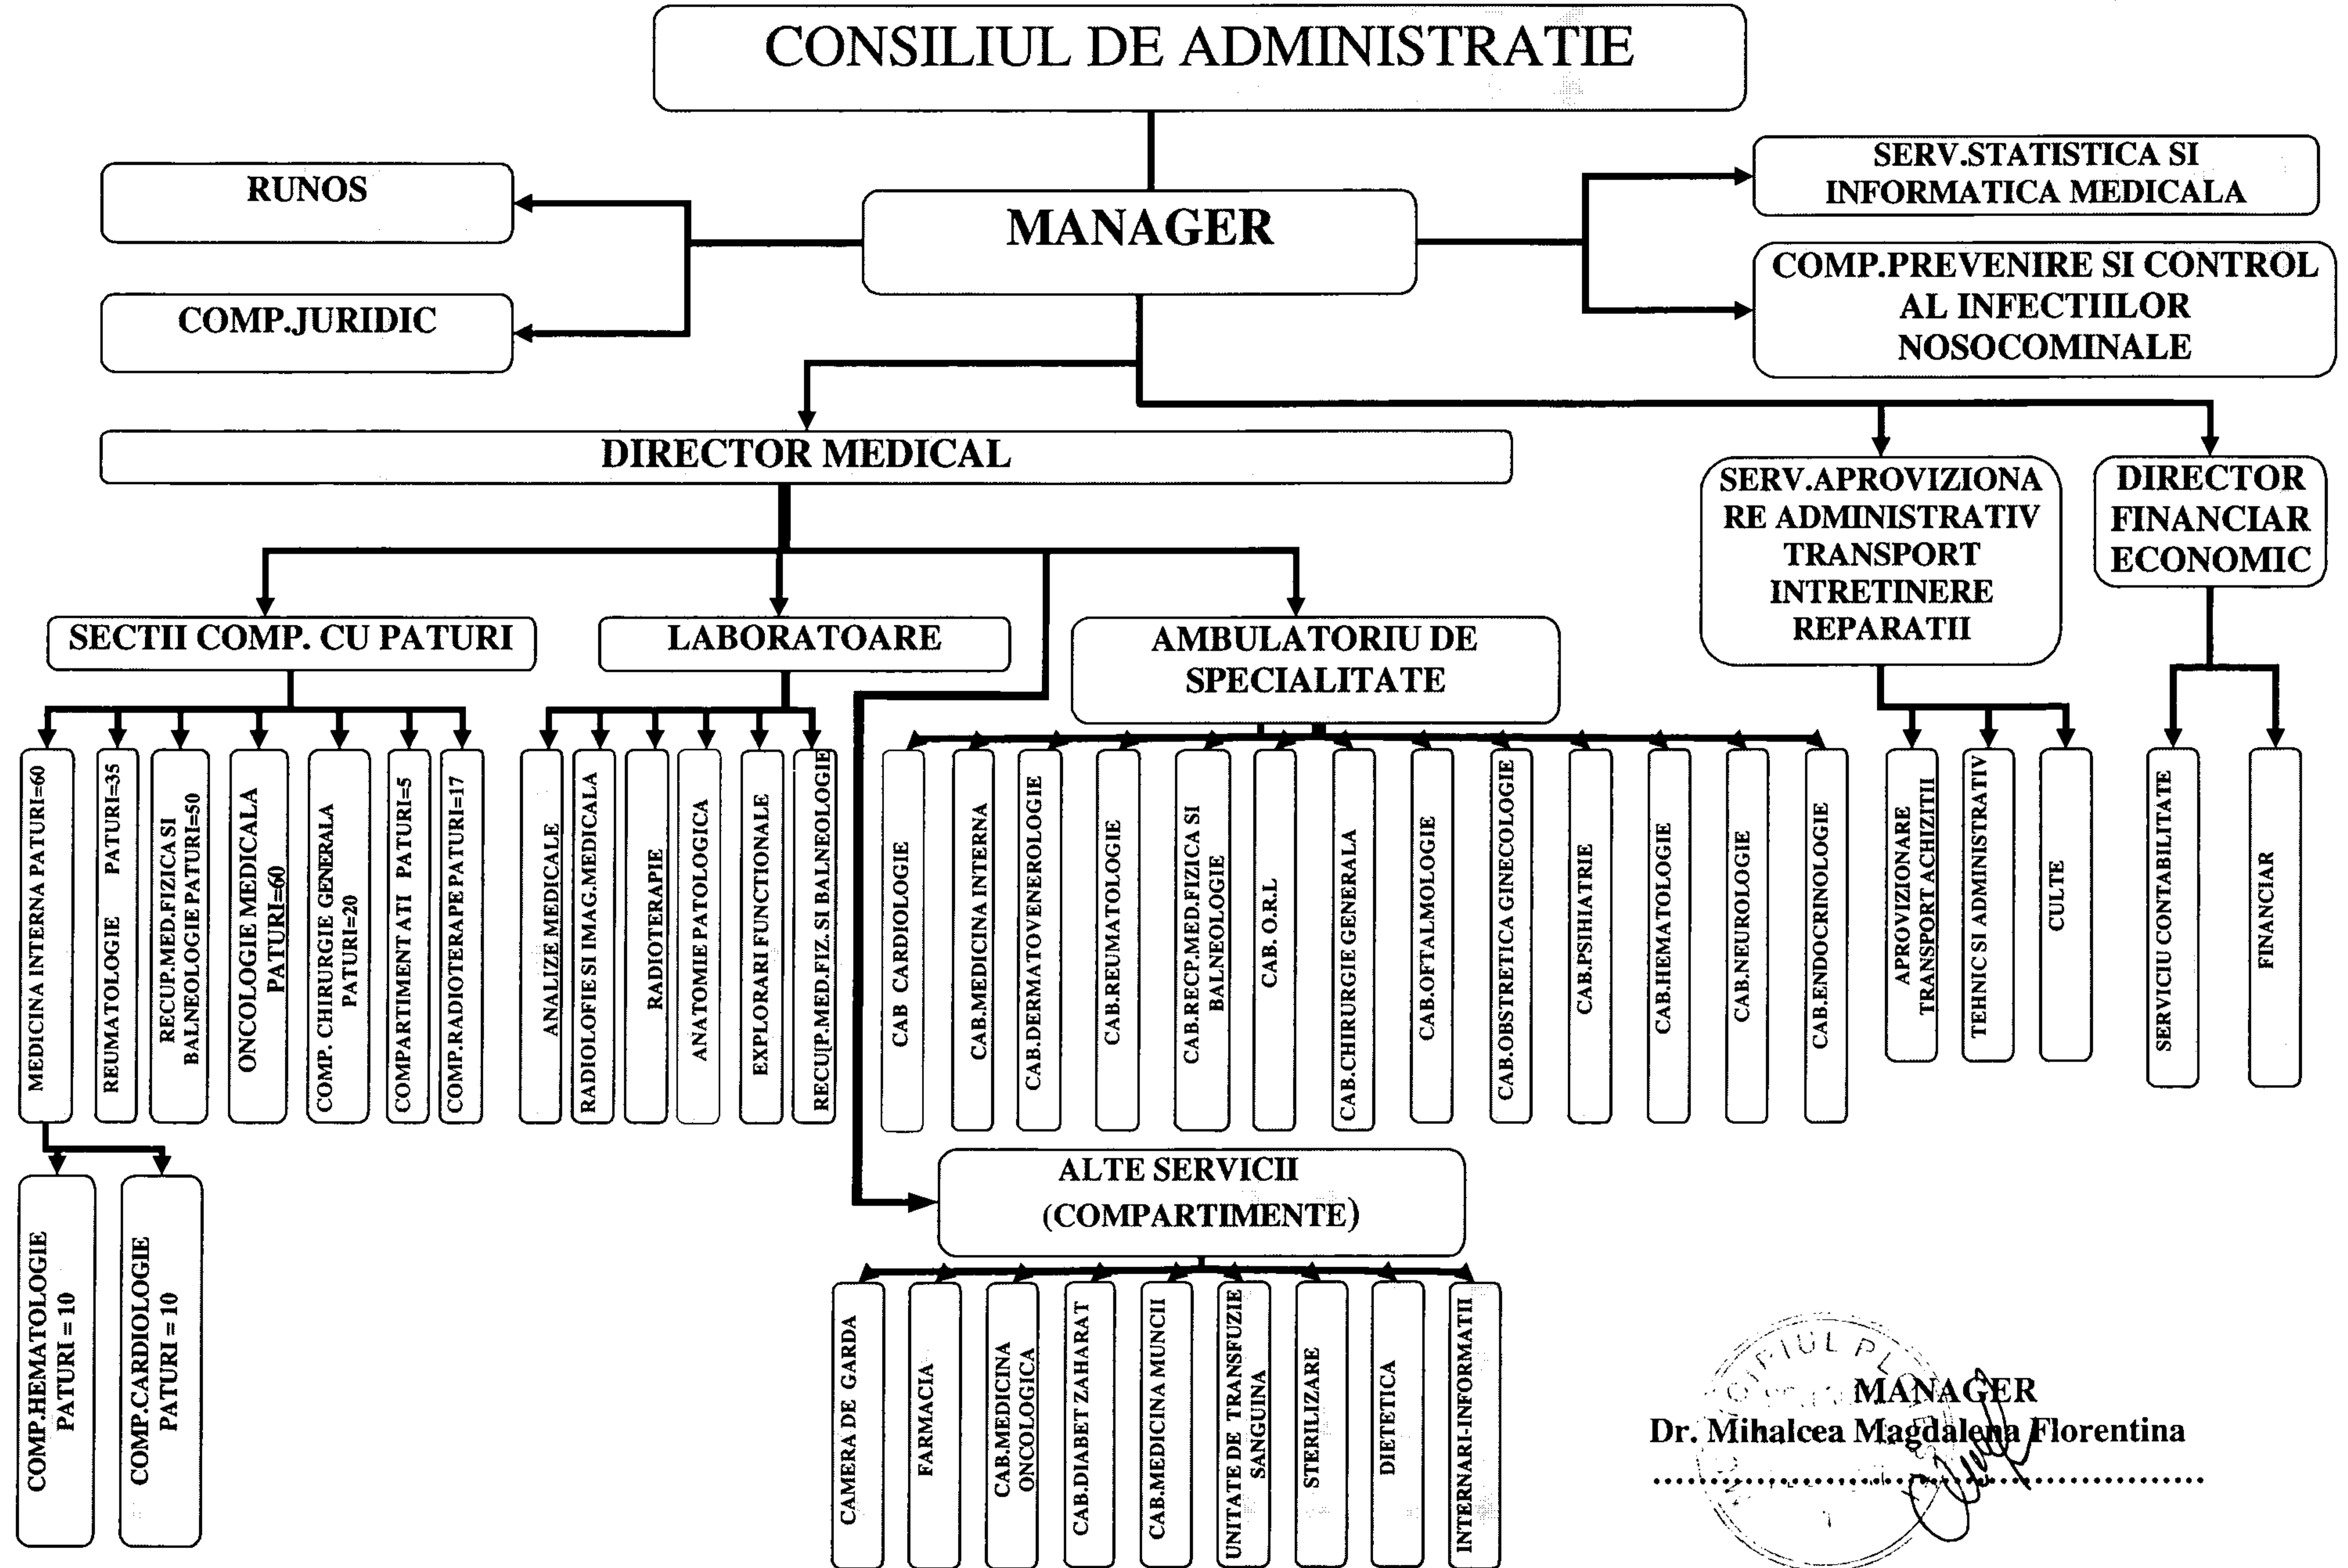 CONSILIUL DE ADMINISTRATIE
RUNOS
MANAGER
SERV.STATISTICA SI
INFORMATICA MEDICALA
COMP.JURIDIC
COMP.PREVENIRE SI CONTROL
AL INFECTIILOR
NOSOCOMINALE
DIRECTOR MEDICAL
SERV.APROVIZIONA
RE ADMINISTRATIV
TRANSPORT
INTRETINERE
REPARATII
DIRECTOR
FINANCIAR
ECONOMIC
SECTII COMP. CU PATURI
LABORATOARE
AMBULATORIU DE
SPECIALITATE
MEDICINA INTERNA PATURI=60
REUMATOLOGIE PATURI=35
RECUP.MED.FIZICA SI
BALNEOLOGIE PATURI=50
ONCOLOGIE MEDICALA
PATURI=60
COMP. CHIRURGIE GENERALA
PATURI=20
COMPARTIMENT ATI PATURI=5
COMP.RADIOTERAPE PATURI=17
ANALIZE MEDICALE
RADIOLOFIE SI IMAG.MEDICALA
RADIOTERAPIE
ANATOMIE PATOLOGICA
EXPLORARI FUNCTIONALE
RECU[P.MED.FIZ. SI BALNEOLOGIE
CAB CARDIOLOGIE
CAB.MEDICINA INTERNA
CAB.DERMATOVENEROLOGIE
CAB.REUMATOLOGIE
CAB.RECP.MED.FIZICA SI
BALNEOLOGIE
CAB. O.R.L
CAB.CHIRURGIE GENERALA
CAB.OFTALMOLOGIE
CAB.OBSTRETICA GINECOLOGIE
CAB.PSIHIATRIE
CAB.HEMATOLOGIE
CAB.NEUROLOGIE
CAB.ENDOCRINOLOGIE
APROVIZIONARE
TRANSPORT ACHIZITII
TEHNIC SI ADMINISTRATIV
CULTE
SERVICIU CONTABILITATE
FINANCIAR
COMP.HEMATOLOGIE
PATURI = 10
COMP.CARDIOLOGIE
PATURI = 10
ALTE SERVICII
(COMPARTIMENTE)
CAMERA DE GARDA
FARMACIA
CAB.MEDICINA
ONCOLOGICA
CAB.DIABET ZAHARAT
CAB.MEDICINA MUNCII
UNITATE DE TRANSFUZIE
SANGUINA
STERILIZARE
DIETETICA
INTERNARI-INFORMATII
MANAGER
Dr. Mihalcea Magdalena Florentina